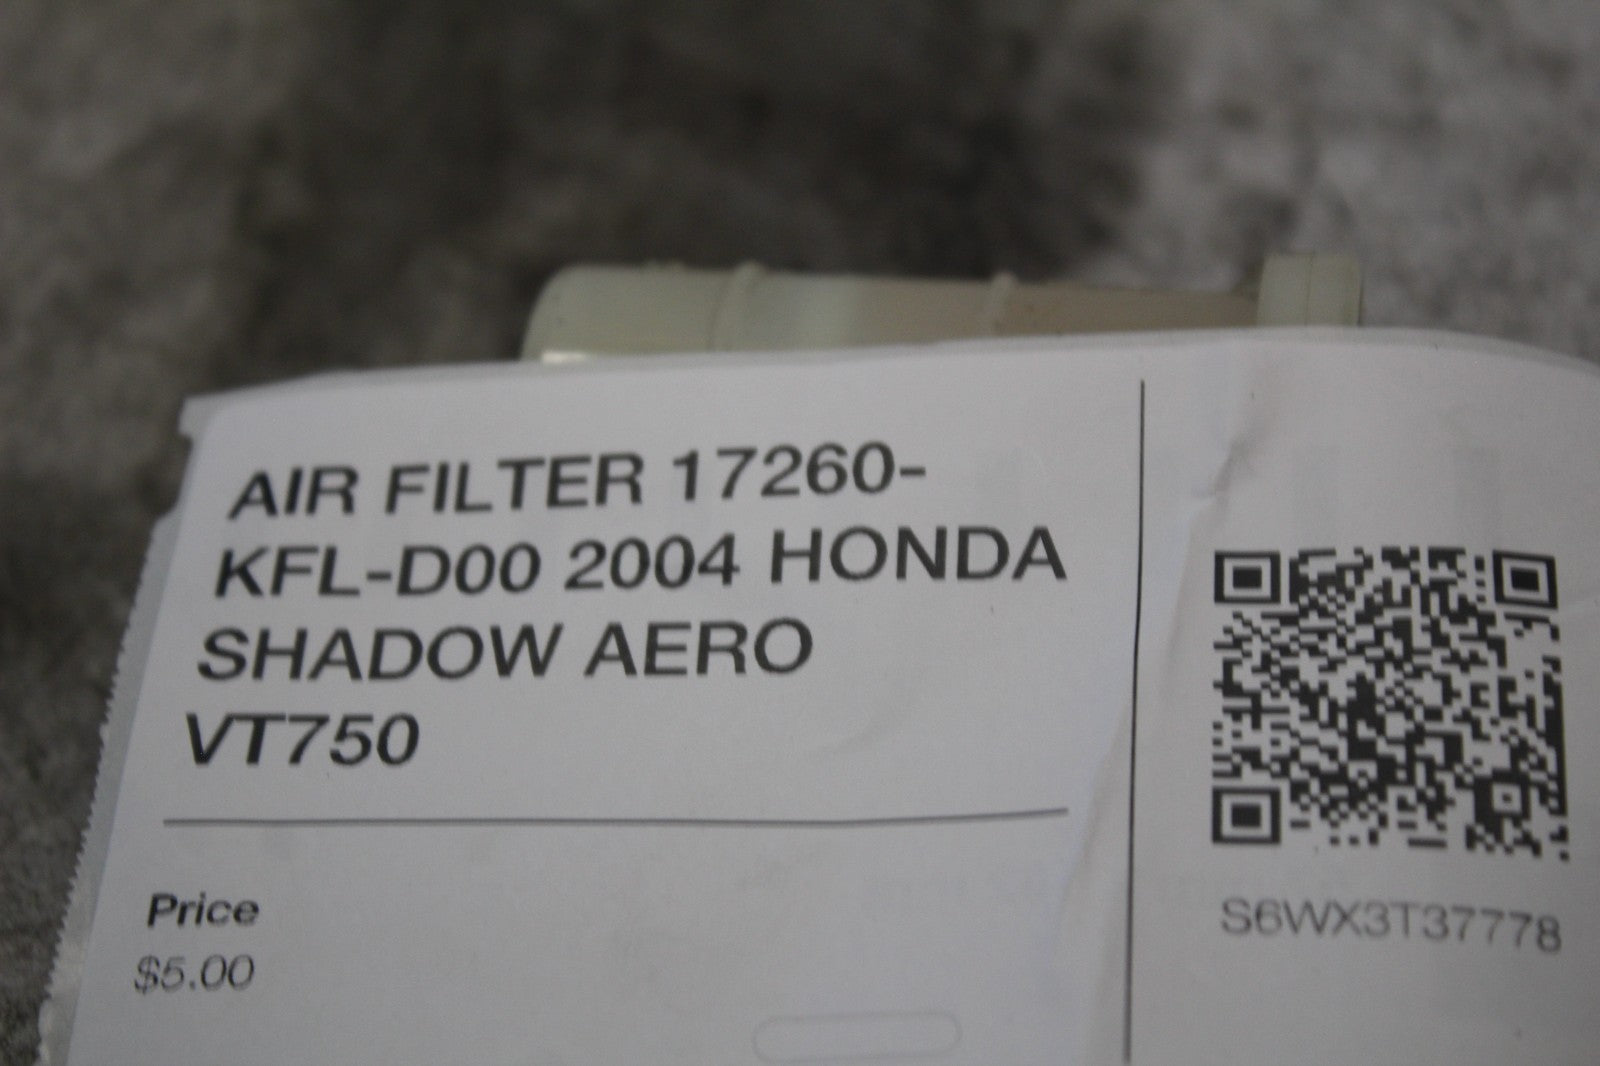 AIR FILTER 17260-
KFL-D00 2004 HONDA
SHADOW AERO
VT750
Price
$5.00
S6WX3T37778